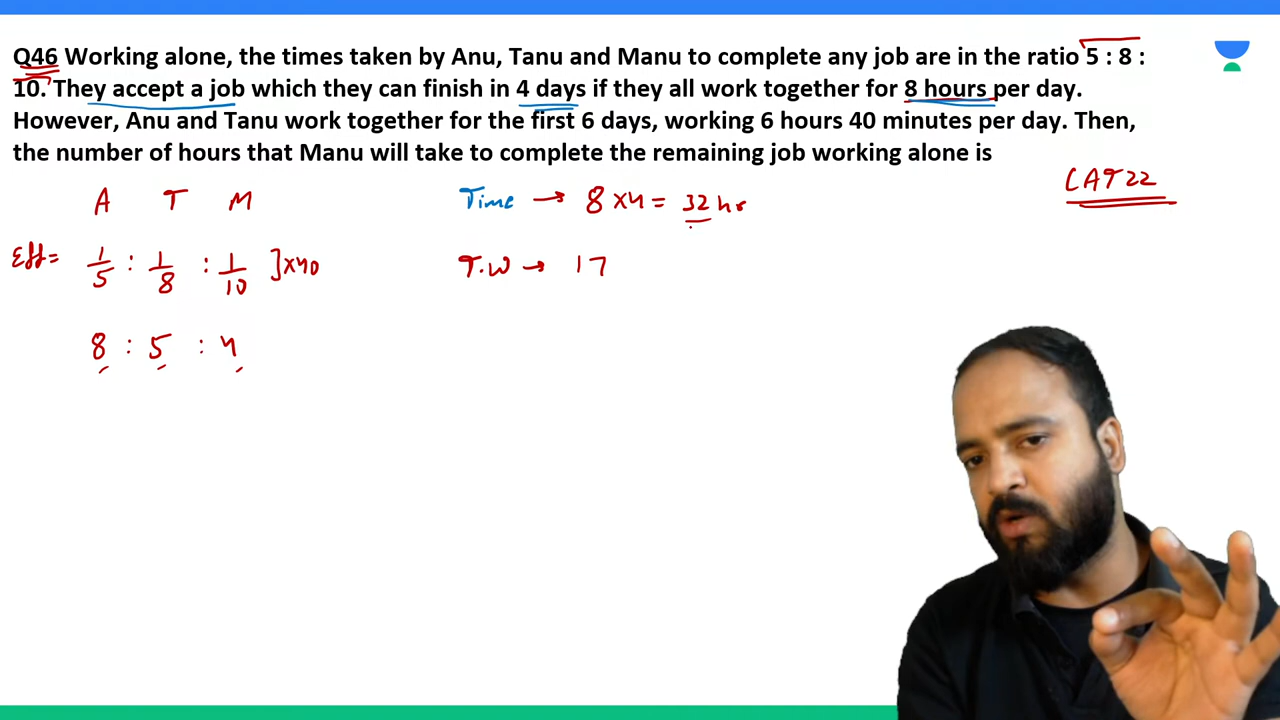 Q46 Working alone, the times taken by Anu, Tanu and Manu to complete any job are in the ratio 5 : 8 :
10. They accept a job which they can finish in 4 days if they all work together for 8 hours per day.
However, Anu and Tanu work together for the first 6 days, working 6 hours 40 minutes per day. Then,
the number of hours that Manu will take to complete the remaining job working alone is
CAT22
A T M
Time → 8 x 4 = 32 hr
Eff = 1/5 : 1/8 : 1/10 ] x40
T.W → 17
8 : 5 : 4